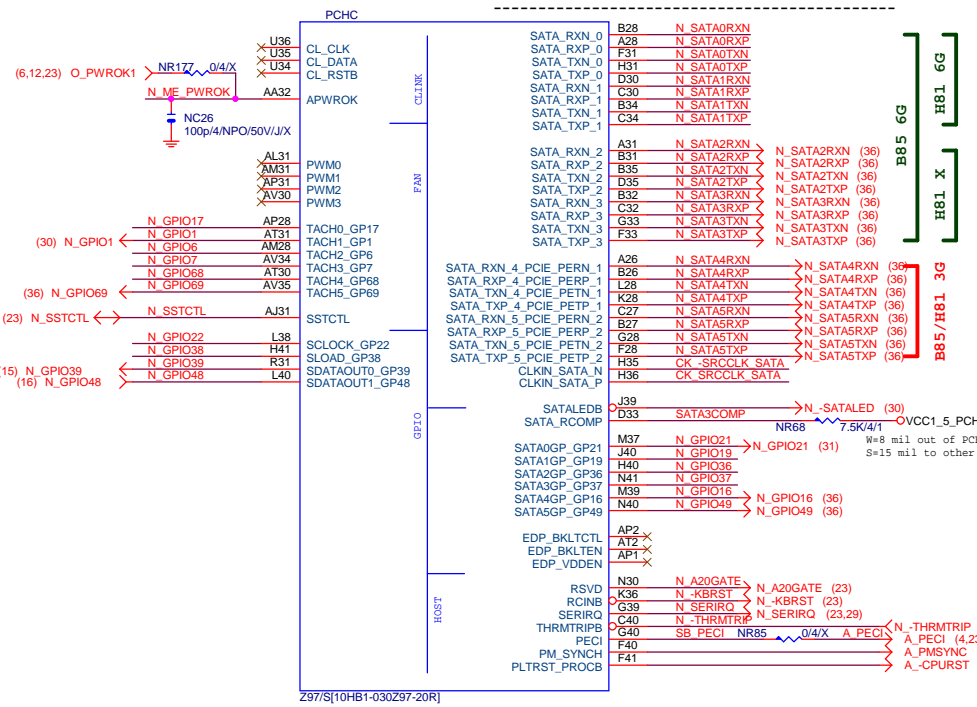 PCHC
U36 CL_CLK
U35 CL_DATA
U34 CL_RSTB
(6,12,23) O_PWROK1 NR177 0/4/X
N_ME_PWROK AA32 APWROK
NC26
100p/4/NPO/50V/J/X
CLINK
AL31 PWM0
AM31 PWM1
AP31 PWM2
AV30 PWM3
FAN
N_GPIO17 AP28 TACH0_GP17
(30) N_GPIO1 N_GPIO1 AT31 TACH1_GP1
N_GPIO6 AM28 TACH2_GP6
N_GPIO7 AV34 TACH3_GP7
N_GPIO68 AT30 TACH4_GP68
(36) N_GPIO69 N_GPIO69 AV35 TACH5_GP69
(23) N_SSTCTL N_SSTCTL AJ31 SSTCTL
N_GPIO22 L38 SCLOCK_GP22
N_GPIO38 H41 SLOAD_GP38
15) N_GPIO39 N_GPIO39 R31 SDATAOUT0_GP39
(16) N_GPIO48 N_GPIO48 L40 SDATAOUT1_GP48
GPIO
HOST
SATA_RXN_0 B28 N_SATA0RXN
SATA_RXP_0 A28 N_SATA0RXP
SATA_TXN_0 F31 N_SATA0TXN
SATA_TXP_0 H31 N_SATA0TXP
SATA_RXN_1 D30 N_SATA1RXN
SATA_RXP_1 C30 N_SATA1RXP
SATA_TXN_1 B34 N_SATA1TXN
SATA_TXP_1 C34 N_SATA1TXP
SATA_RXN_2 A31 N_SATA2RXN N_SATA2RXN (36)
SATA_RXP_2 B31 N_SATA2RXP N_SATA2RXP (36)
SATA_TXN_2 B35 N_SATA2TXN N_SATA2TXN (36)
SATA_TXP_2 D35 N_SATA2TXP N_SATA2TXP (36)
SATA_RXN_3 B32 N_SATA3RXN N_SATA3RXN (36)
SATA_RXP_3 C32 N_SATA3RXP N_SATA3RXP (36)
SATA_TXN_3 G33 N_SATA3TXN N_SATA3TXN (36)
SATA_TXP_3 F33 N_SATA3TXP N_SATA3TXP (36)
B85 6G
H81 6G
H81 X
SATA_RXN_4_PCIE_PERN_1 A26 N_SATA4RXN N_SATA4RXN (36)
SATA_RXP_4_PCIE_PERP_1 B26 N_SATA4RXP N_SATA4RXP (36)
SATA_TXN_4_PCIE_PETN_1 L28 N_SATA4TXN N_SATA4TXN (36)
SATA_TXP_4_PCIE_PETP_1 K28 N_SATA4TXP N_SATA4TXP (36)
SATA_RXN_5_PCIE_PERN_2 C27 N_SATA5RXN N_SATA5RXN (36)
SATA_RXP_5_PCIE_PERP_2 B27 N_SATA5RXP N_SATA5RXP (36)
SATA_TXN_5_PCIE_PETN_2 G28 N_SATA5TXN N_SATA5TXN (36)
SATA_TXP_5_PCIE_PETP_2 F28 N_SATA5TXP N_SATA5TXP (36)
B85/H81 3G
CLKIN_SATA_N H35 CK_-SRCCLK_SATA
CLKIN_SATA_P H36 CK_SRCCLK_SATA
SATALEDB J39 N_-SATALED (30)
SATA_RCOMP D33 SATA3COMP NR68 7.5K/4/1 VCC1_5_PCH
W=8 mil out of PCH
S=15 mil to other
SATA0GP_GP21 M37 N_GPIO21 N_GPIO21 (31)
SATA1GP_GP19 J40 N_GPIO19
SATA2GP_GP36 H40 N_GPIO36
SATA3GP_GP37 N41 N_GPIO37
SATA4GP_GP16 M39 N_GPIO16 N_GPIO16 (36)
SATA5GP_GP49 N40 N_GPIO49 N_GPIO49 (36)
EDP_BKLTCTL AP2
EDP_BKLTEN AT2
EDP_VDDEN AP1
RSVD N30 N_A20GATE N_A20GATE (23)
RCINB K36 N_-KBRST N_-KBRST (23)
SERIRQ G39 N_SERIRQ N_SERIRQ (23,29)
THRMTRIPB C40 N_-THRMTRIP N_-THRMTRIP
PECI G40 SB_PECI NR85 0/4/X A_PECI A_PECI (4,23
PM_SYNCH F40 A_PMSYNC
PLTRST_PROCB F41 A_-CPURST
Z97/S[10HB1-030Z97-20R]